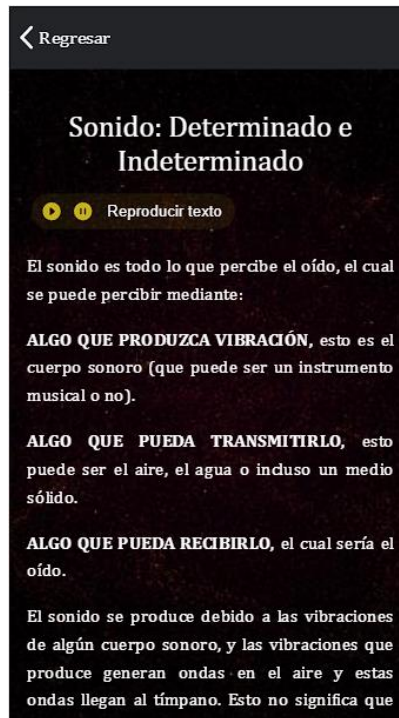 Regresar
Sonido: Determinado e
Indeterminado
Reproducir texto
El sonido es todo lo que percibe el oído, el cual
se puede percibir mediante:
ALGO QUE PRODUZCA VIBRACIÓN, esto es el
cuerpo sonoro (que puede ser un instrumento
musical o no).
ALGO QUE PUEDA TRANSMITIRLO, esto
puede ser el aire, el agua o incluso un medio
sólido.
ALGO QUE PUEDA RECIBIRLO, el cual sería el
oído.
El sonido se produce debido a las vibraciones
de algún cuerpo sonoro, y las vibraciones que
produce generan ondas en el aire y estas
ondas llegan al tímpano. Esto no significa que